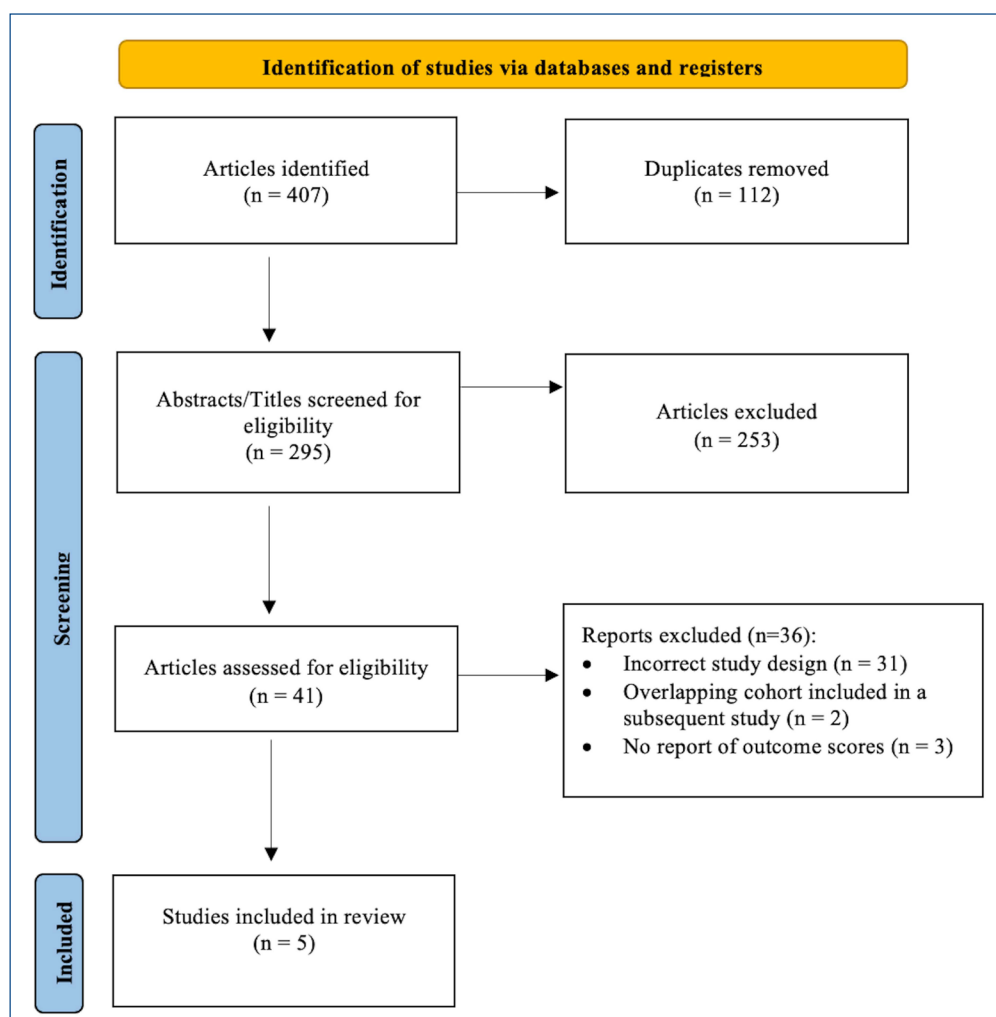 Identification of studies via databases and registers
Identification
Articles identified
(n = 407)
Duplicates removed
(n = 112)
Screening
Abstracts/Titles screened for
eligibility
(n = 295)
Articles excluded
(n = 253)
Articles assessed for eligibility
(n = 41)
Reports excluded (n=36):
• Incorrect study design (n = 31)
• Overlapping cohort included in a
subsequent study (n = 2)
• No report of outcome scores (n = 3)
Included
Studies included in review
(n = 5)